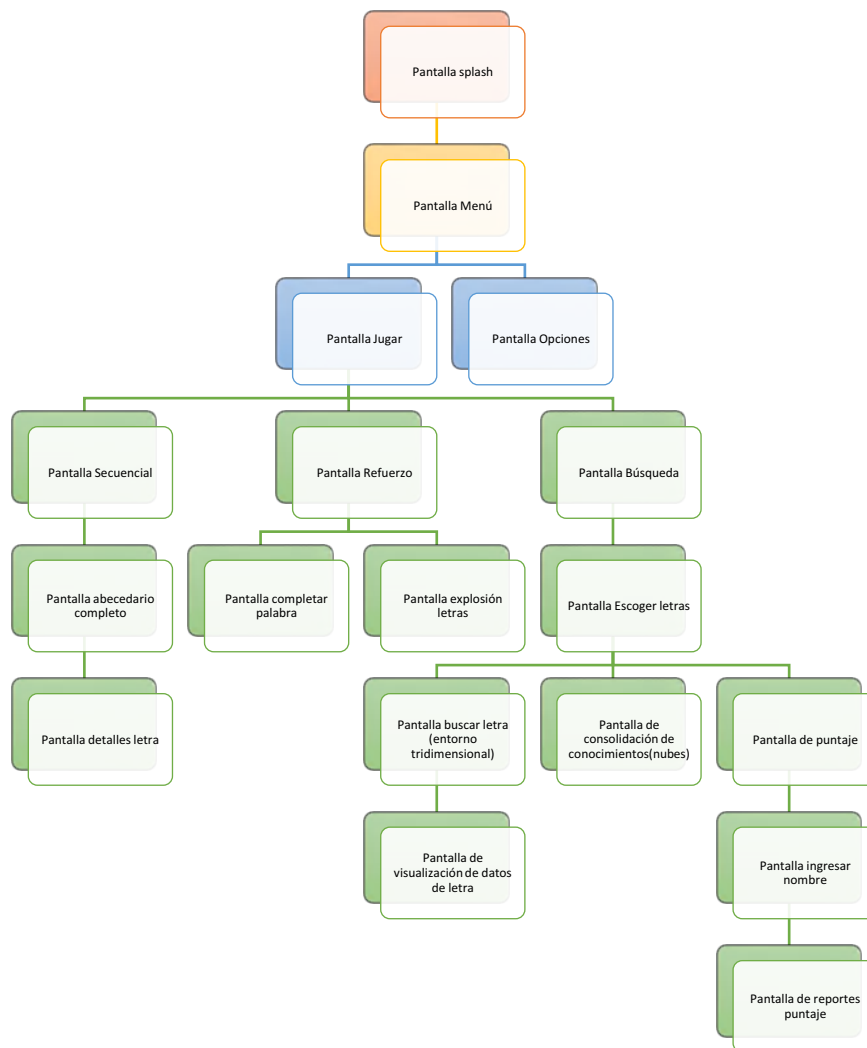 Pantalla splash
Pantalla Menú
Pantalla Jugar
Pantalla Opciones
Pantalla Secuencial
Pantalla Refuerzo
Pantalla Búsqueda
Pantalla abecedario
completo
Pantalla completar
palabra
Pantalla explosión
letras
Pantalla Escoger letras
Pantalla detalles letra
Pantalla buscar letra
(entorno
tridimensional)
Pantalla de
consolidación de
conocimientos(nubes)
Pantalla de puntaje
Pantalla de
visualización de datos
de letra
Pantalla ingresar
nombre
Pantalla de reportes
puntaje